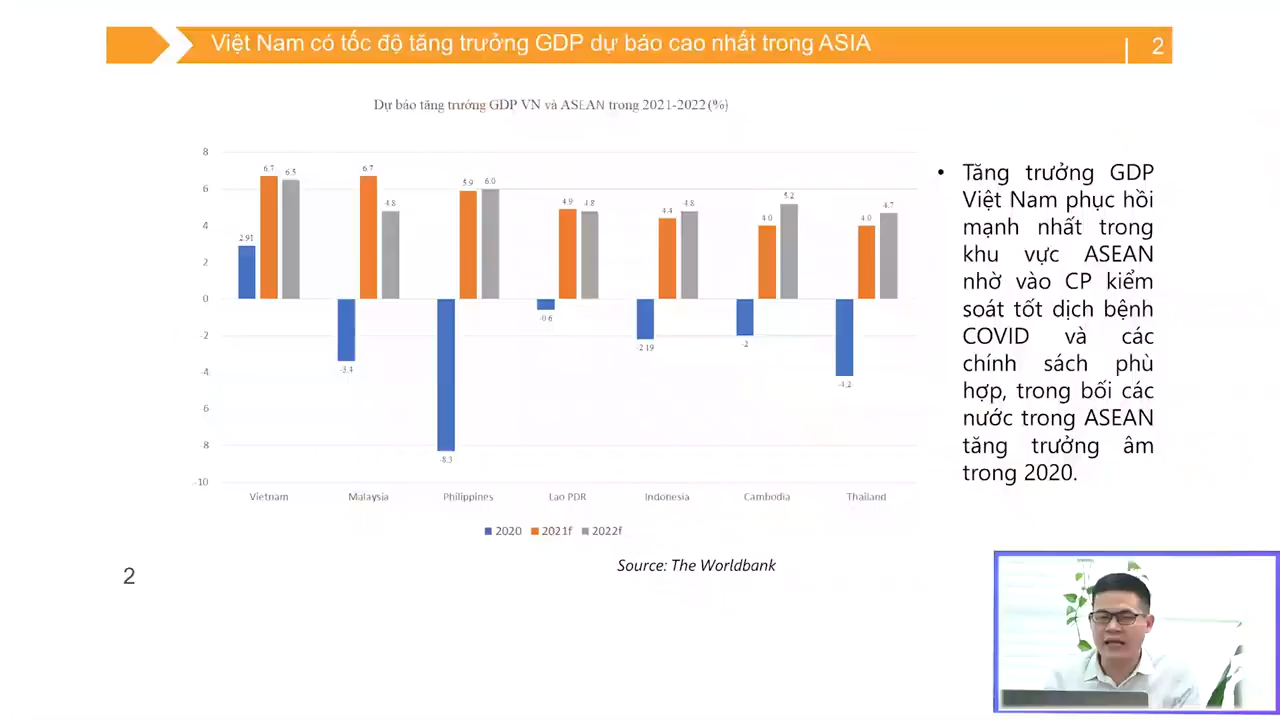 Việt Nam có tốc độ tăng trưởng GDP dự báo cao nhất trong ASIA
2
Dự báo tăng trưởng GDP VN và ASEAN trong 2021-2022 (%)
8
6
4
2
0
-2
-4
6
-8
-10
2.91
6.7
6.5
-3.4
6.7
4.8
-8.3
5.9
6.0
-0.6
4.9
4.8
-2.19
4.4
4.8
-2
4.0
5.2
-4.2
4.0
4.7
Vietnam
Malaysia
Philippines
Lao PDR
Indonesia
Cambodia
Thailand
2020
2021f
2022f
Source: The Worldbank
• Tăng trưởng GDP
Việt Nam phục hồi
mạnh nhất trong
khu vực ASEAN
nhờ vào CP kiểm
soát tốt dịch bệnh
COVID và các
chính sách phù
hợp, trong bối các
nước trong ASEAN
tăng trưởng âm
trong 2020.
2